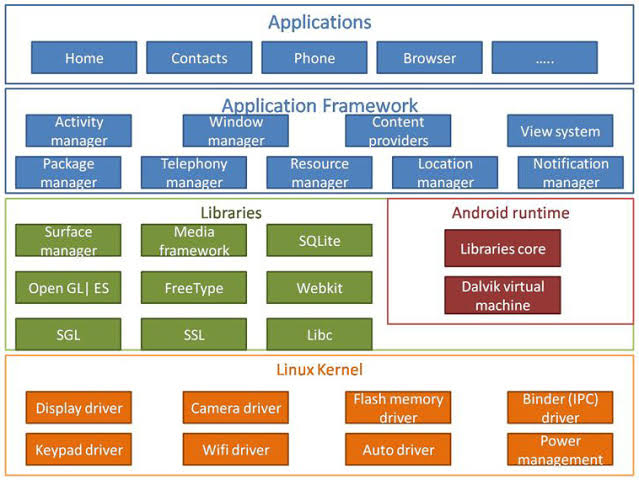 Applications
Home
Contacts
Phone
Browser
.....
Application Framework
Activity
manager
Window
manager
Content
providers
View system
Package
manager
Telephony
manager
Resource
manager
Location
manager
Notification
manager
Libraries
Surface
manager
Media
framework
SQLite
Open GL| ES
FreeType
Webkit
SGL
SSL
Libc
Android runtime
Libraries core
Dalvik virtual
machine
Linux Kernel
Display driver
Camera driver
Flash memory
driver
Binder (IPC)
driver
Keypad driver
Wifi driver
Auto driver
Power
management